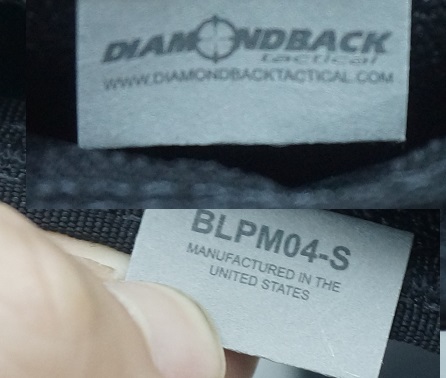 DIAMONDBACK
tactical
WWW.DIAMONDBACKTACTICAL.COM
BLPM04-S
MANUFACTURED IN THE
UNITED STATES